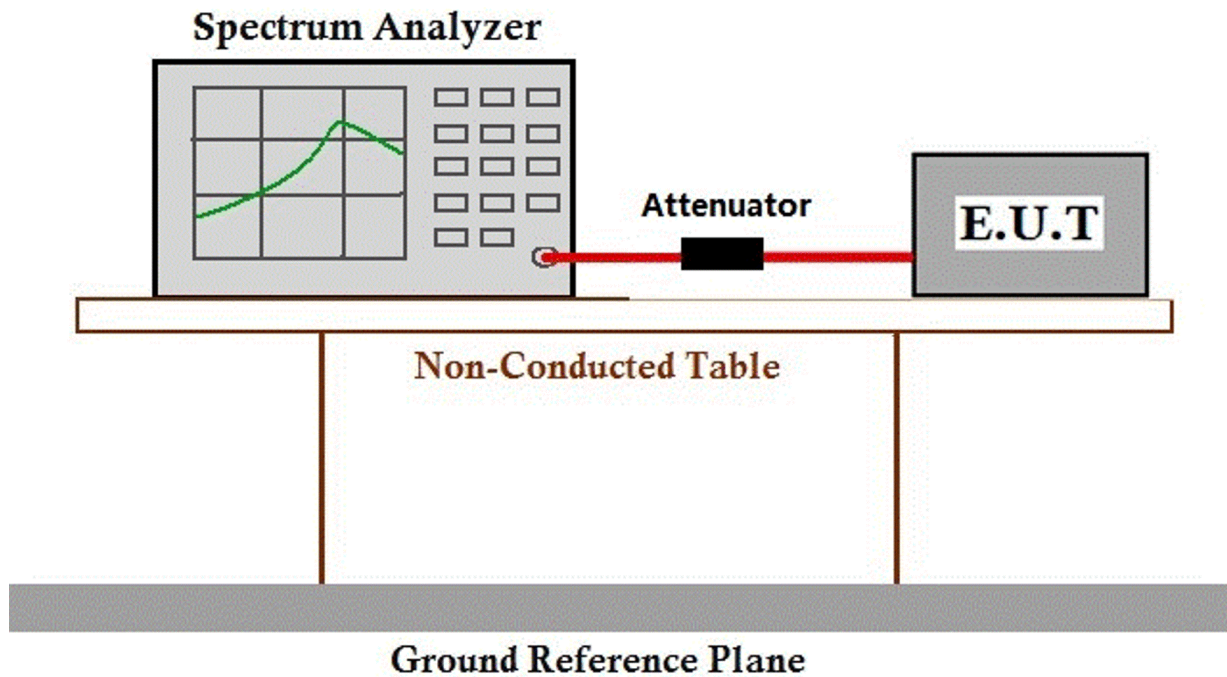 Spectrum Analyzer
Attenuator
E.U.T
Non-Conducted Table
Ground Reference Plane